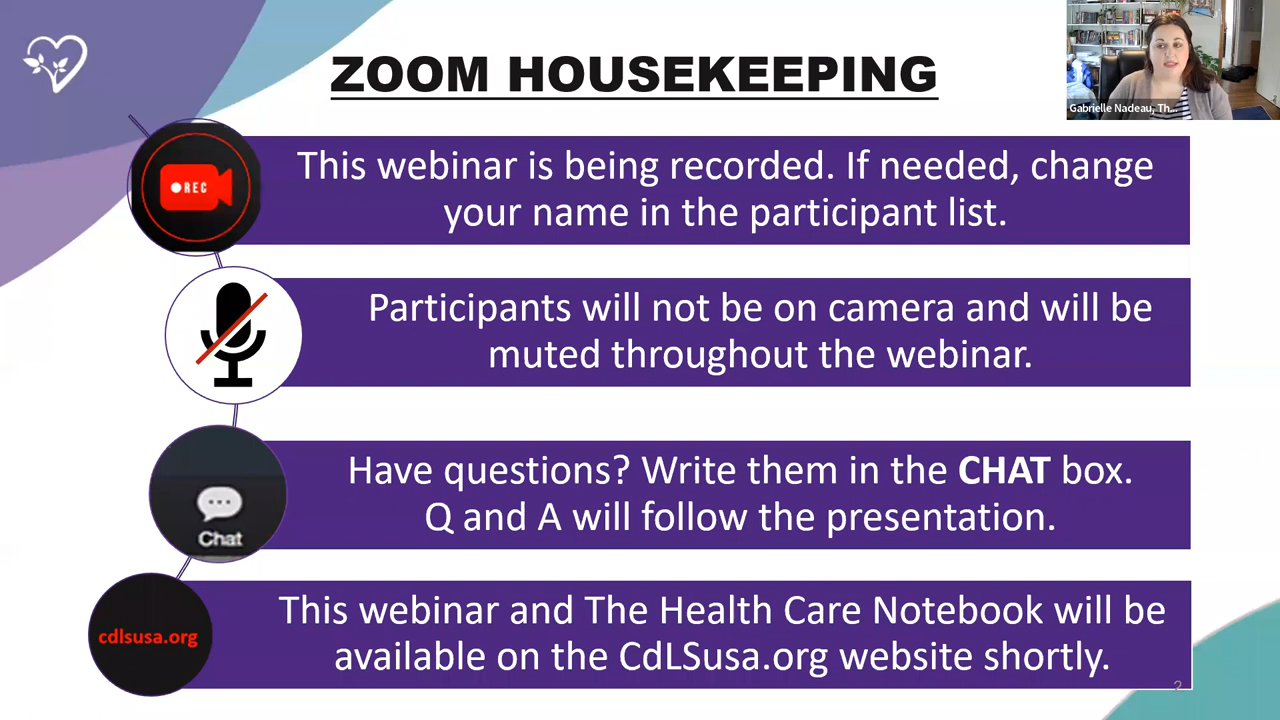 ZOOM HOUSEKEEPING
Gabrielle Nadeau, Th...
REC
This webinar is being recorded. If needed, change
your name in the participant list.
Participants will not be on camera and will be
muted throughout the webinar.
Chat
Have questions? Write them in the CHAT box.
Q and A will follow the presentation.
cdlsusa.org
This webinar and The Health Care Notebook will be
available on the CdLSusa.org website shortly.
2